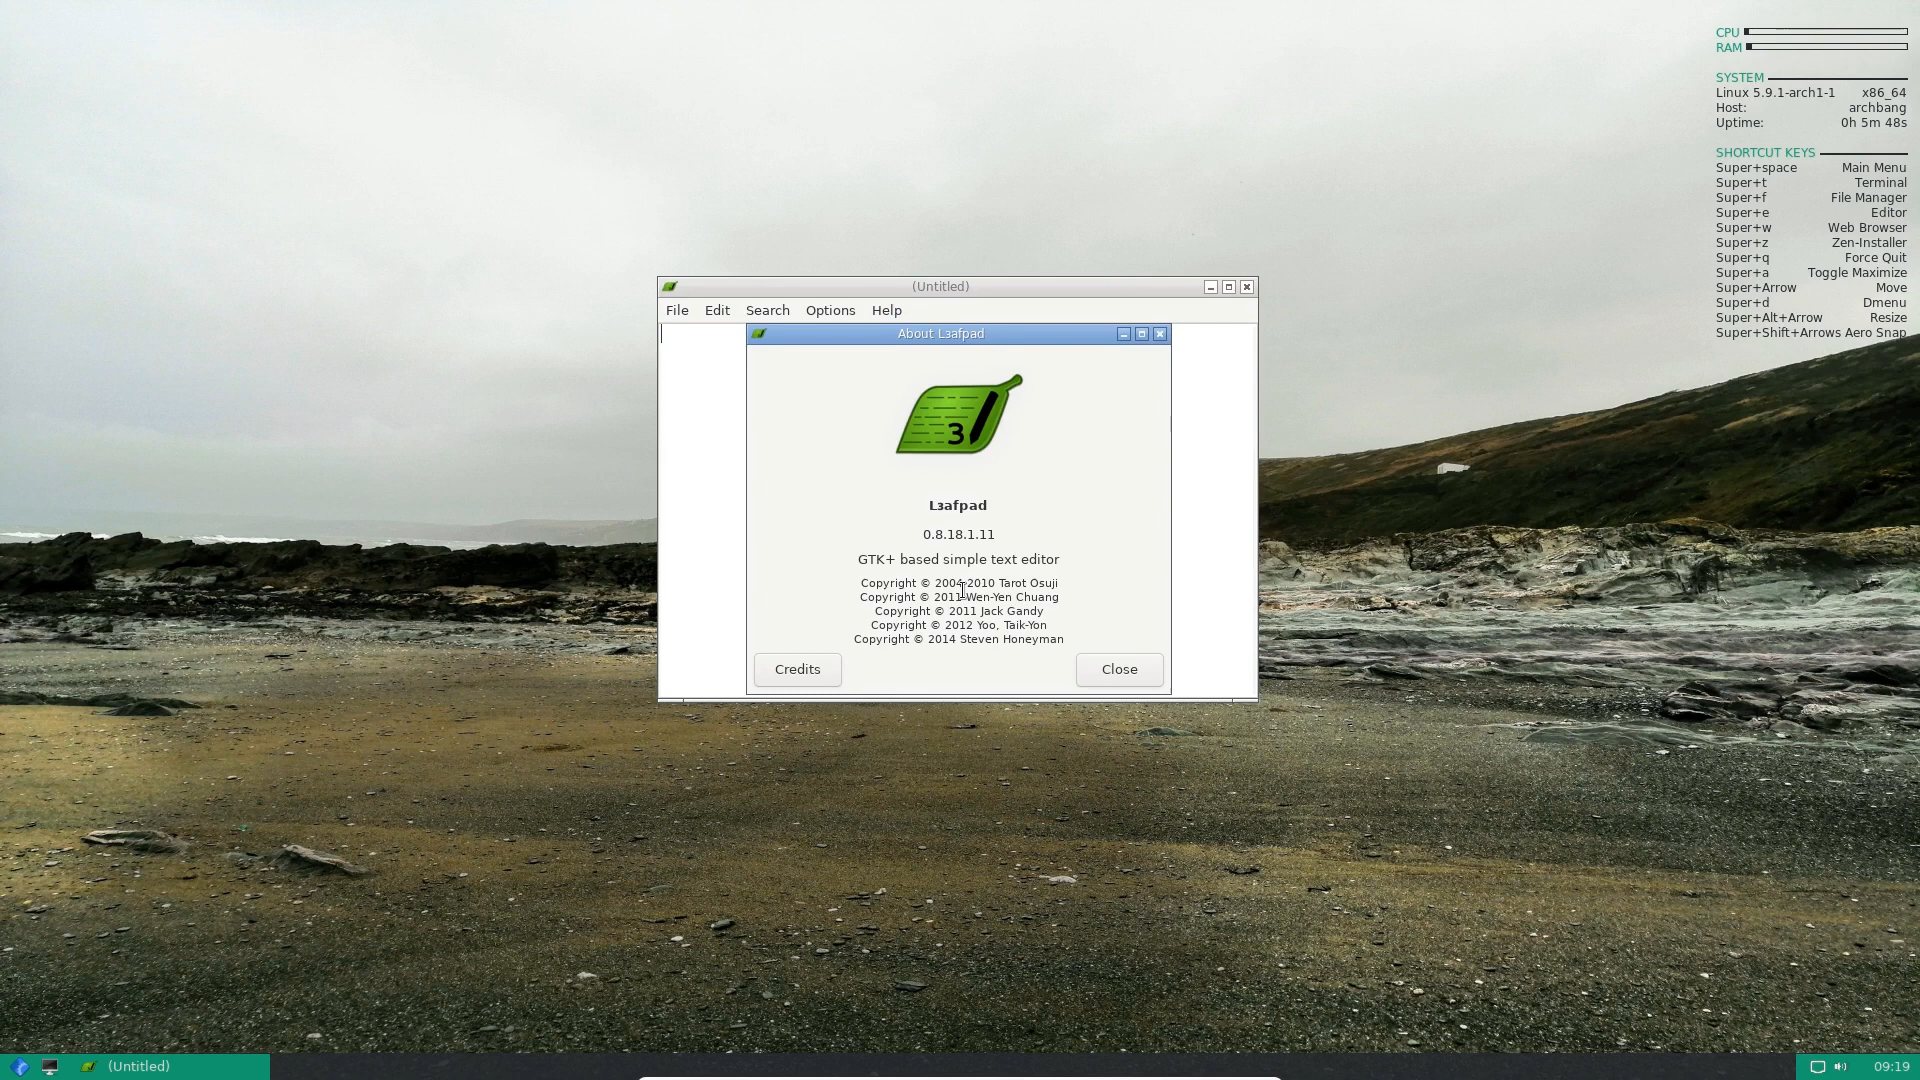 CPU
RAM
SYSTEM
Linux 5.9.1-arch1-1 x86_64
Host: archbang
Uptime: 0h 5m 48s
SHORTCUT KEYS
Super+space Main Menu
Super+t Terminal
Super+f File Manager
Super+e Editor
Super+w Web Browser
Super+z Zen-Installer
Super+q Force Quit
Super+a Toggle Maximize
Super+Arrow Move
Super+d Dmenu
Super+Alt+Arrow Resize
Super+Shift+Arrows Aero Snap
(Untitled)
File Edit Search Options Help
About L3afpad
3
L3afpad
0.8.18.1.11
GTK+ based simple text editor
Copyright © 2004-2010 Tarot Osuji
Copyright © 2011 Wen-Yen Chuang
Copyright © 2011 Jack Gandy
Copyright © 2012 Yoo, Taik-Yon
Copyright © 2014 Steven Honeyman
Credits Close
(Untitled) 09:19